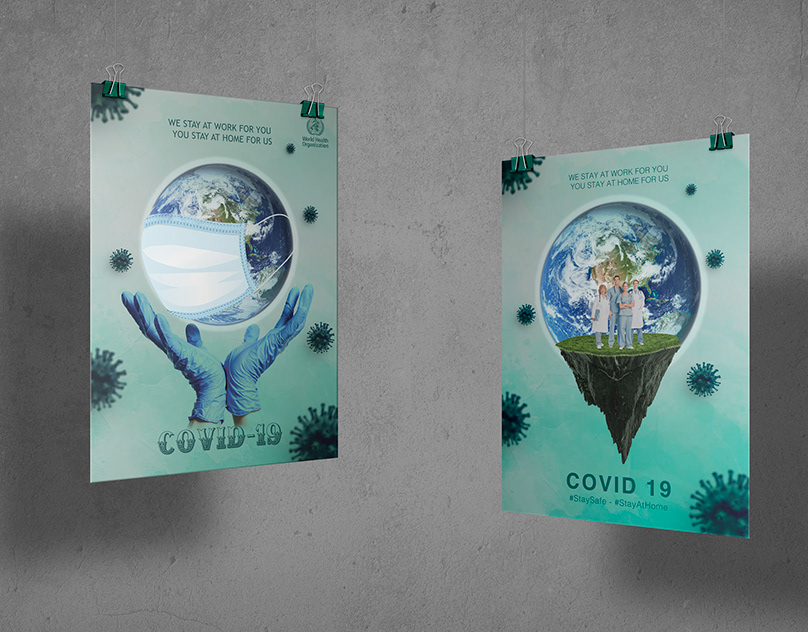 WE STAY AT WORK FOR YOU
YOU STAY AT HOME FOR US
World Health
Organization
COVID-19
WE STAY AT WORK FOR YOU
YOU STAY AT HOME FOR US
COVID 19
#StaySafe - #StayAtHome